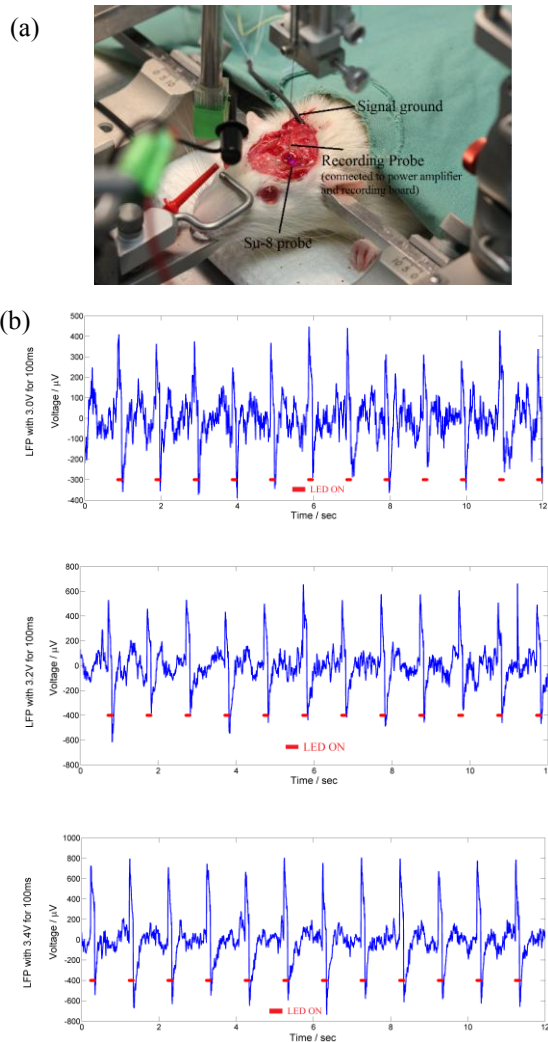 (a)
Signal ground
Recording Probe
(connected to power amplifier
and recording board)
Su-8 probe
(b)
LFP with 3.0V for 100ms
Voltage / μV
500
400
300
200
100
0
-100
-200
-300
-400
0 2 4 6 8 10 12
LED ON
Time / sec
LFP with 3.2V for 100ms
Voltage / μV
800
600
400
200
0
-200
-400
-600
-800
0 2 4 6 8 10 12
LED ON
Time / sec
LFP with 3.4V for 100ms
Voltage / μV
1000
800
600
400
200
0
-200
-400
-600
-800
0 2 4 6 8 10 12
LED ON
Time / sec